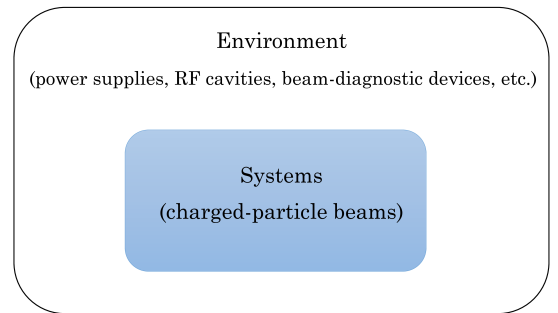 Environment
(power supplies, RF cavities, beam-diagnostic devices, etc.)
Systems
(charged-particle beams)